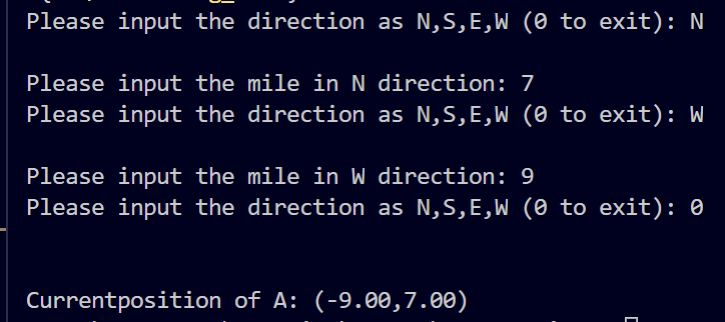 Please input the direction as N,S,E,W (0 to exit): N
Please input the mile in N direction: 7
Please input the direction as N,S,E,W (0 to exit): W
Please input the mile in W direction: 9
Please input the direction as N,S,E,W (0 to exit): 0
Currentposition of A: (-9.00,7.00)